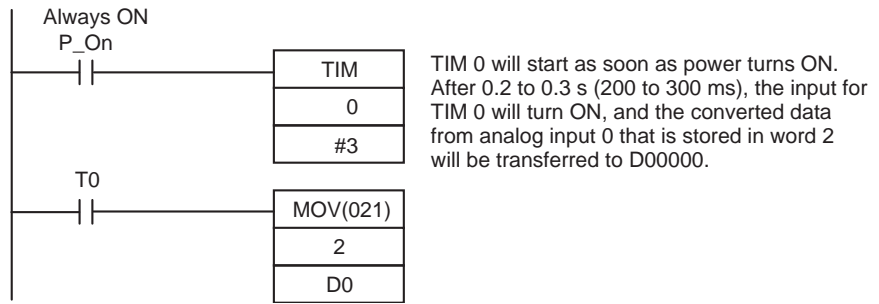 Always ON
P_On
TIM
0
#3
TIM 0 will start as soon as power turns ON.
After 0.2 to 0.3 s (200 to 300 ms), the input for
TIM 0 will turn ON, and the converted data
from analog input 0 that is stored in word 2
will be transferred to D00000.
T0
MOV(021)
2
D0